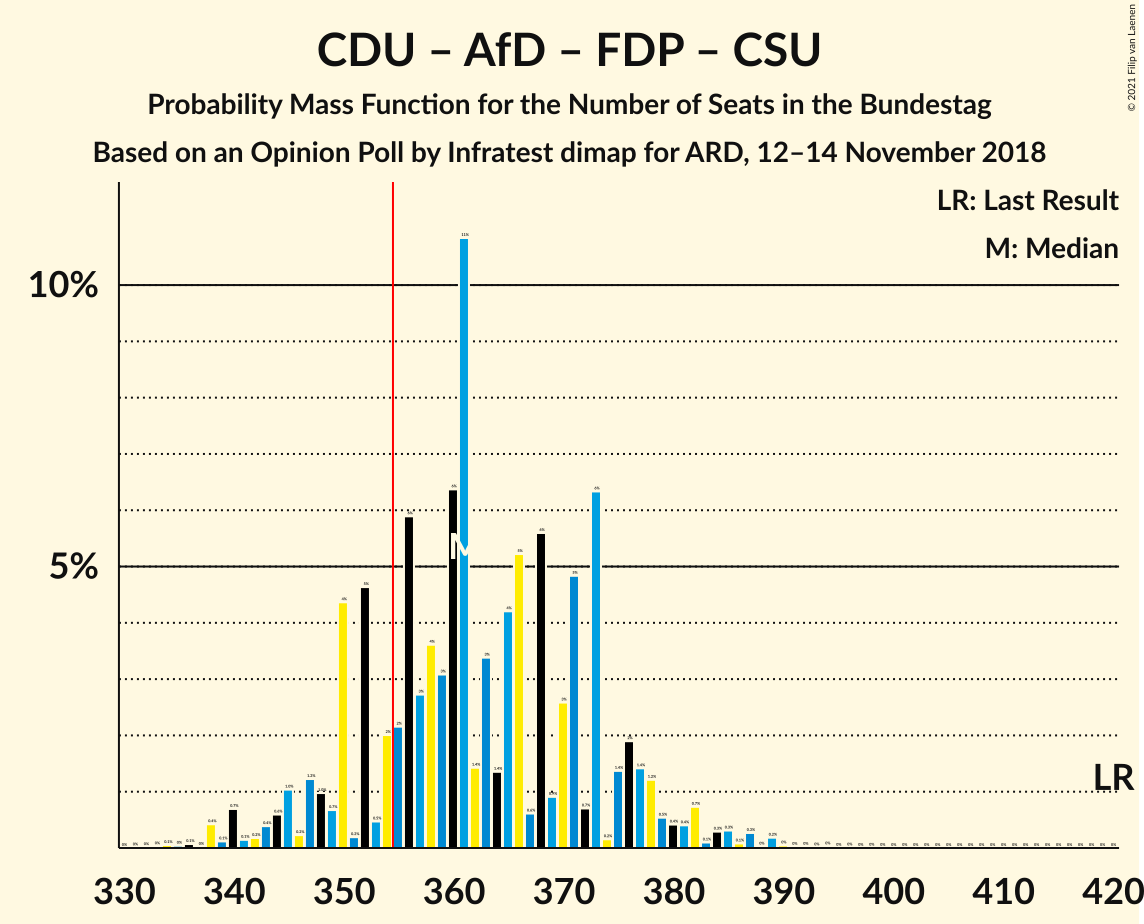 CDU – AfD – FDP – CSU
Probability Mass Function for the Number of Seats in the Bundestag
Based on an Opinion Poll by Infratest dimap for ARD, 12–14 November 2018
© 2021 Filip van Laenen
LR: Last Result
M: Median
10%
5%
M
LR
330 340 350 360 370 380 390 400 410 420